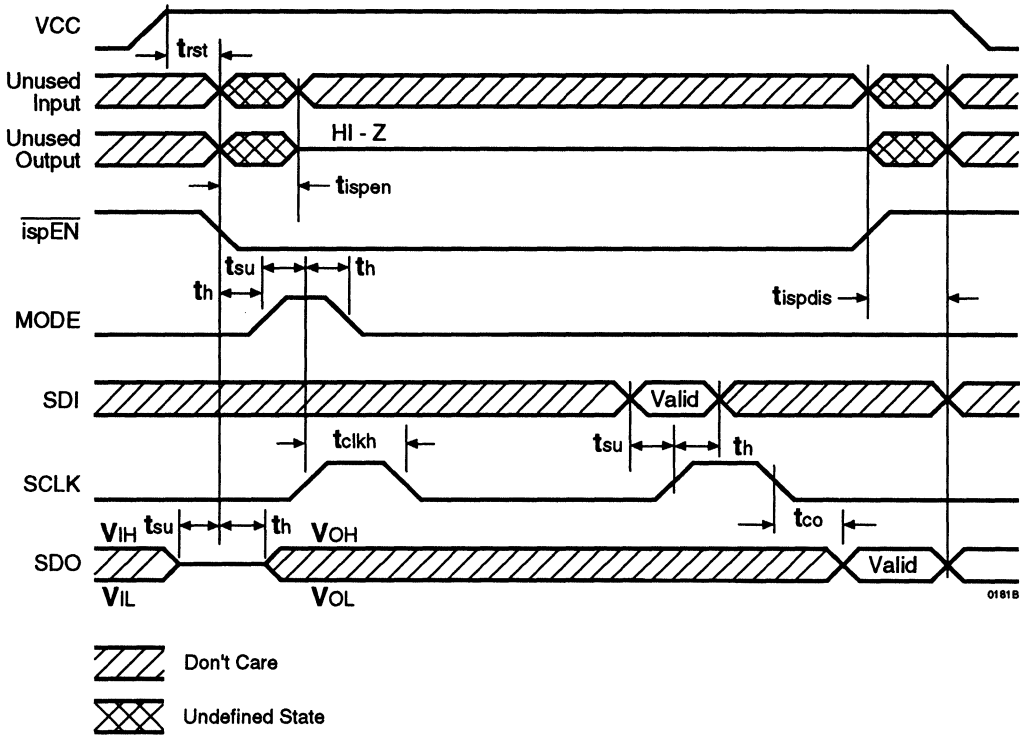 VCC
trst
Unused
Input
Unused
Output
HI - Z
tispen
ispEN
tsu
th
th
tispdis
MODE
SDI
Valid
tclkh
tsu
th
SCLK
tsu
th
tco
VIH
VOH
SDO
Valid
VIL
VOL
0181B
Don't Care
Undefined State